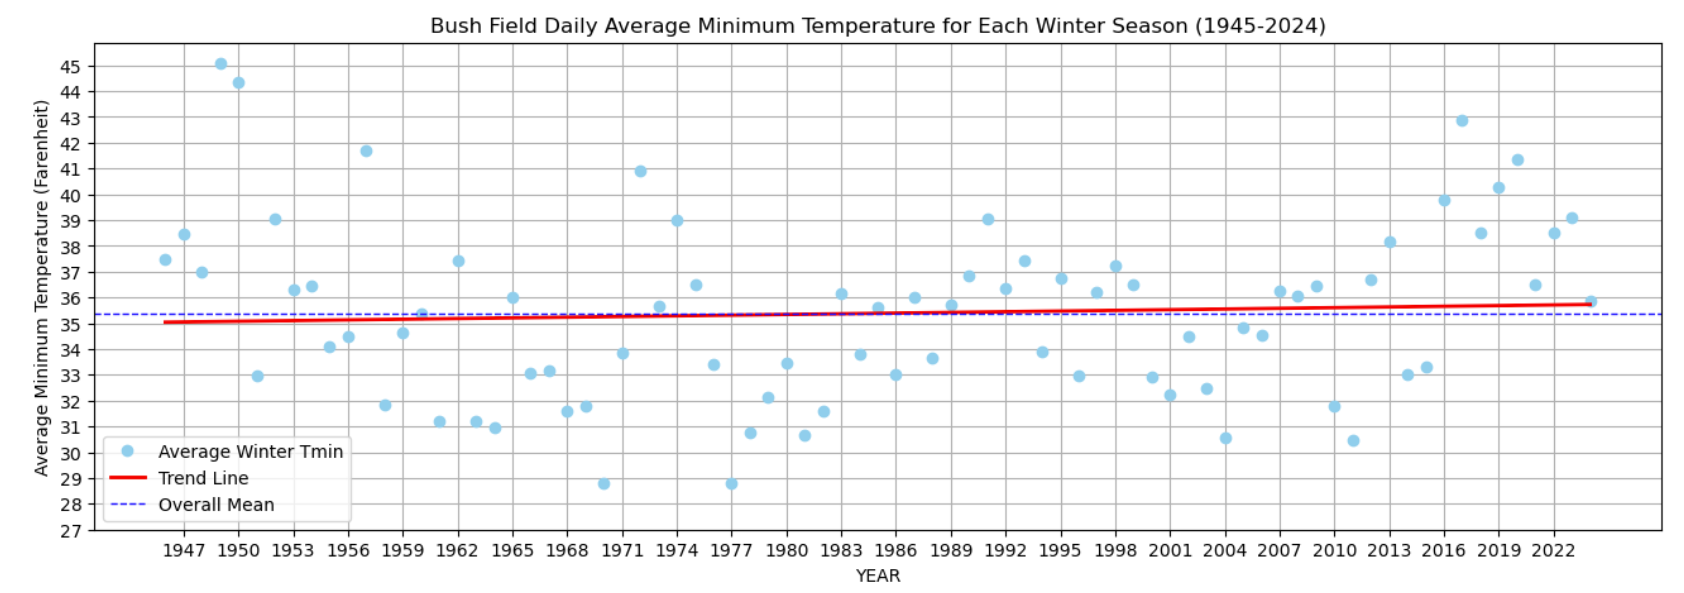 Bush Field Daily Average Minimum Temperature for Each Winter Season (1945-2024)
Average Minimum Temperature (Farenheit)
45
44
43
42
41
40
39
38
37
36
35
34
33
32
31
30
29
28
27
Average Winter Tmin
Trend Line
Overall Mean
1947 1950 1953 1956 1959 1962 1965 1968 1971 1974 1977 1980 1983 1986 1989 1992 1995 1998 2001 2004 2007 2010 2013 2016 2019 2022
YEAR